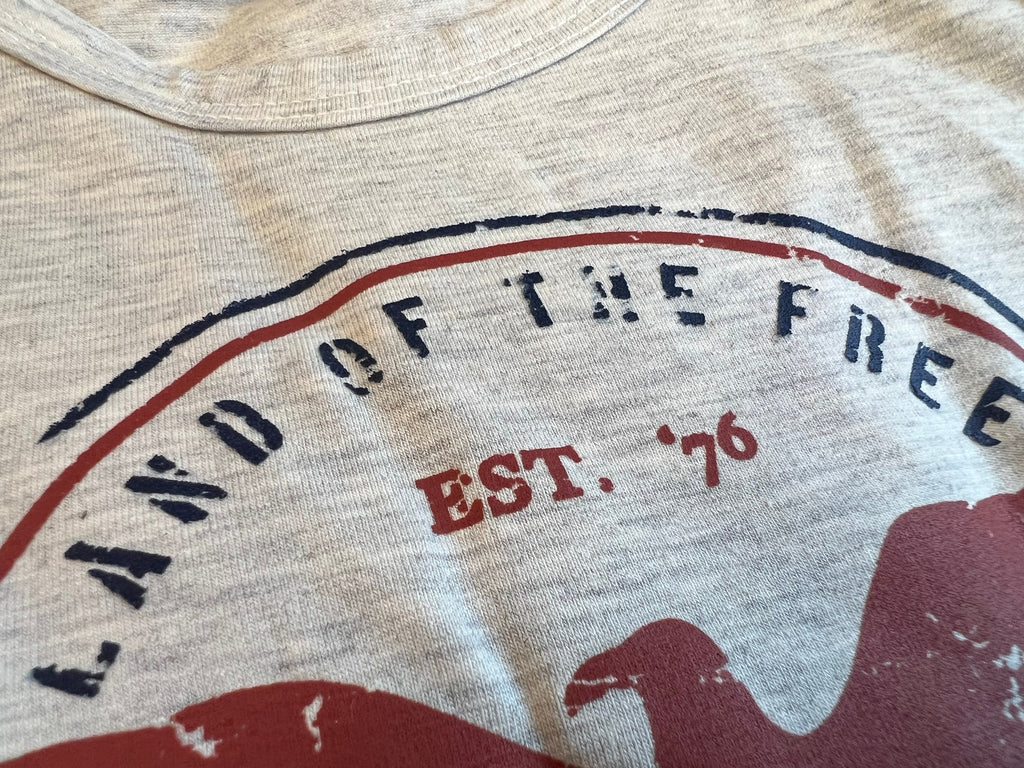 LAND OF THE FREE
EST. '76